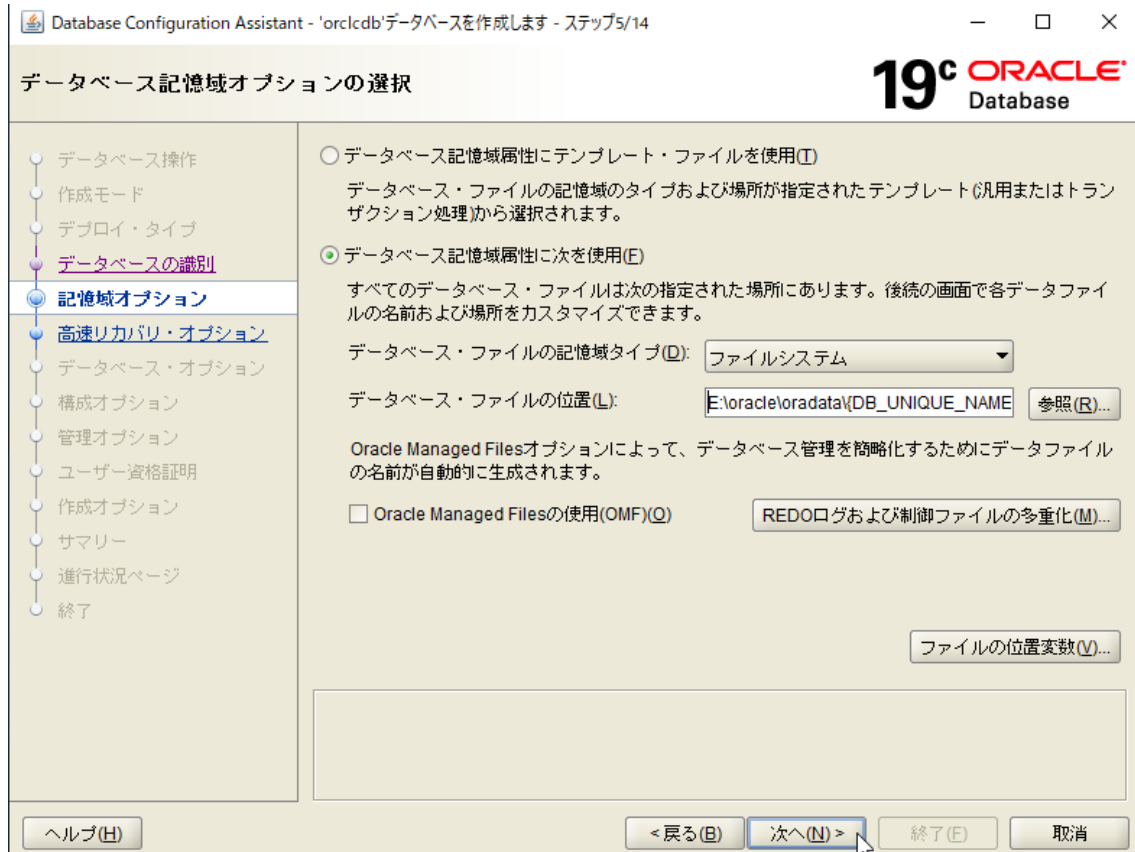 Database Configuration Assistant - 'orclcdb'データベースを作成します - ステップ5/14
データベース記憶域オプションの選択
19c ORACLE
Database
データベース操作
作成モード
デプロイ・タイプ
データベースの識別
記憶域オプション
高速リカバリ・オプション
データベース・オプション
構成オプション
管理オプション
ユーザー資格証明
作成オプション
サマリー
進行状況ページ
終了
データベース記憶域属性にテンプレート・ファイルを使用(T)
データベース・ファイルの記憶域のタイプおよび場所が指定されたテンプレート(汎用またはトラン
ザクション処理)から選択されます。
データベース記憶域属性に次を使用(F)
すべてのデータベース・ファイルは次の指定された場所にあります。後続の画面で各データファイ
ルの名前および場所をカスタマイズできます。
データベース・ファイルの記憶域タイプ(D): ファイルシステム
データベース・ファイルの位置(L): E:\oracle\oradata\{DB_UNIQUE_NAME 参照(R)...
Oracle Managed Filesオプションによって、データベース管理を簡略化するためにデータファイル
の名前が自動的に生成されます。
Oracle Managed Filesの使用(OMF)(O) REDOログおよび制御ファイルの多重化(M)...
ファイルの位置変数(V)...
ヘルプ(H) <戻る(B) 次へ(N) > 終了(F) 取消